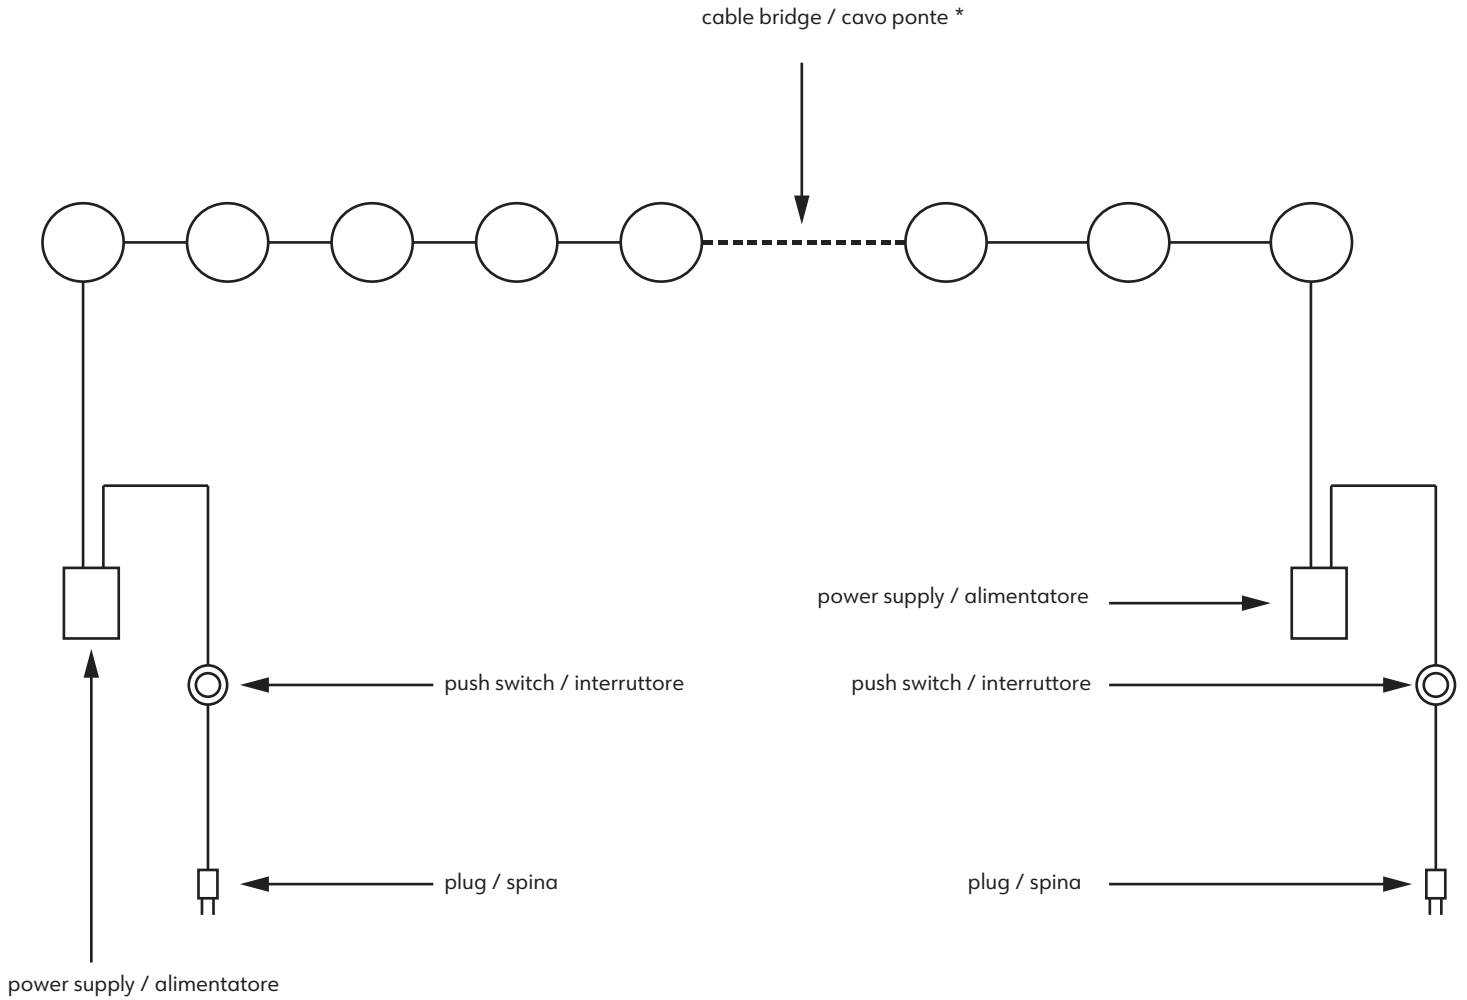 cable bridge / cavo ponte *
power supply / alimentatore
push switch / interruttore
push switch / interruttore
plug / spina
plug / spina
power supply / alimentatore